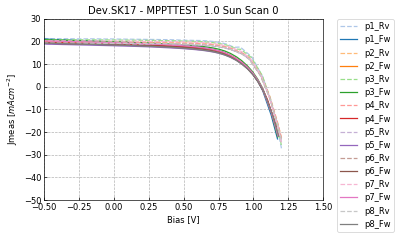 Dev.SK17 - MPPTTEST 1.0 Sun Scan 0
Jmeas [mAcm⁻²]
30
20
10
0
−10
−20
−30
−40
−50
−0.50 −0.25 0.00 0.25 0.50 0.75 1.00 1.25 1.50
Bias [V]
p1_Rv
p1_Fw
p2_Rv
p2_Fw
p3_Rv
p3_Fw
p4_Rv
p4_Fw
p5_Rv
p5_Fw
p6_Rv
p6_Fw
p7_Rv
p7_Fw
p8_Rv
p8_Fw